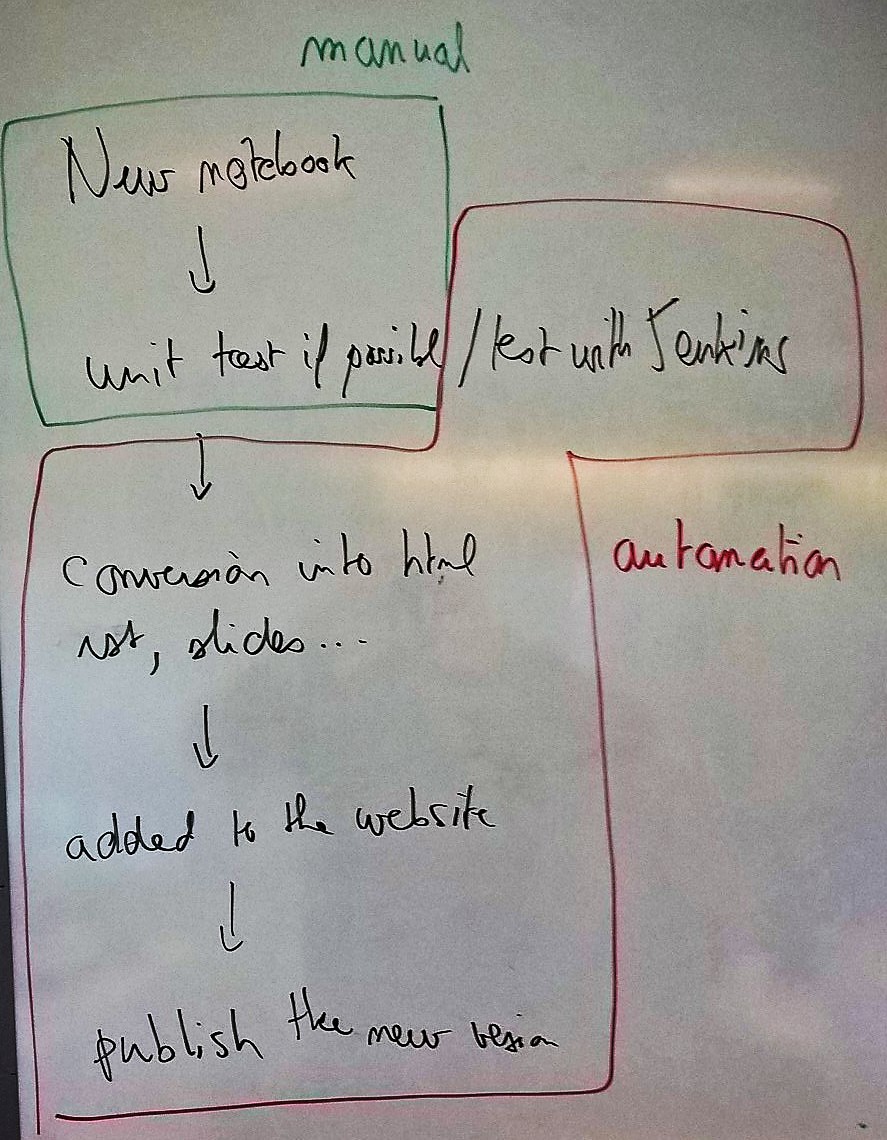 manual
New notebook
unit test if possible / test with Jenkins
conversion into html
rst, slides...
automation
added to the website
publish the new vesion